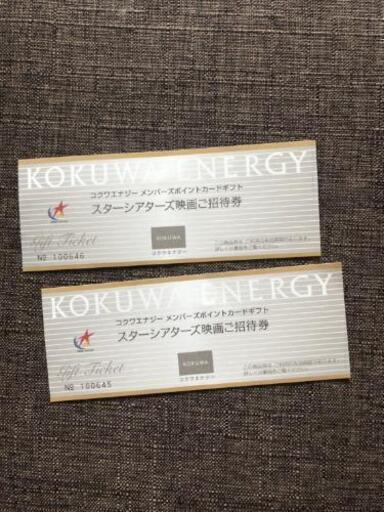 KOKUWA ENERGY
コクワエナジー メンバーズポイントカードギフト
スターシアターズ映画ご招待券
Gift Ticket
№ 100646
KOKUWA
コクワエナジー
KOKUWA ENERGY
コクワエナジー メンバーズポイントカードギフト
スターシアターズ映画ご招待券
Gift Ticket
№ 100645
KOKUWA
コクワエナジー